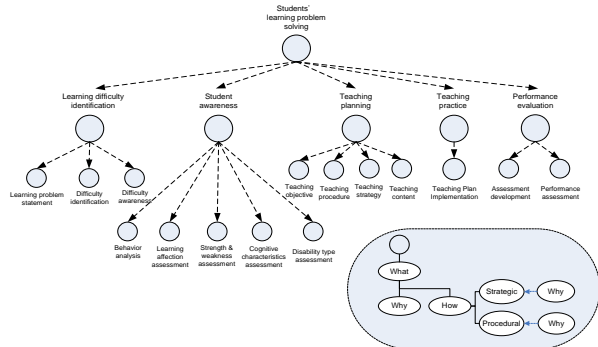 Students'
learning problem
solving
Learning difficulty
identification
Student
awareness
Teaching
planning
Teaching
practice
Performance
evaluation
Learning problem
statement
Difficulty
identification
Difficulty
awareness
Teaching
objective
Teaching
procedure
Teaching
strategy
Teaching
content
Teaching Plan
Implementation
Assessment
development
Performance
assessment
Behavior
analysis
Learning
affection
assessment
Strength &
weakness
assessment
Cognitive
characteristics
assessment
Disability type
assessment
What
Why
How
Strategic
Why
Procedural
Why